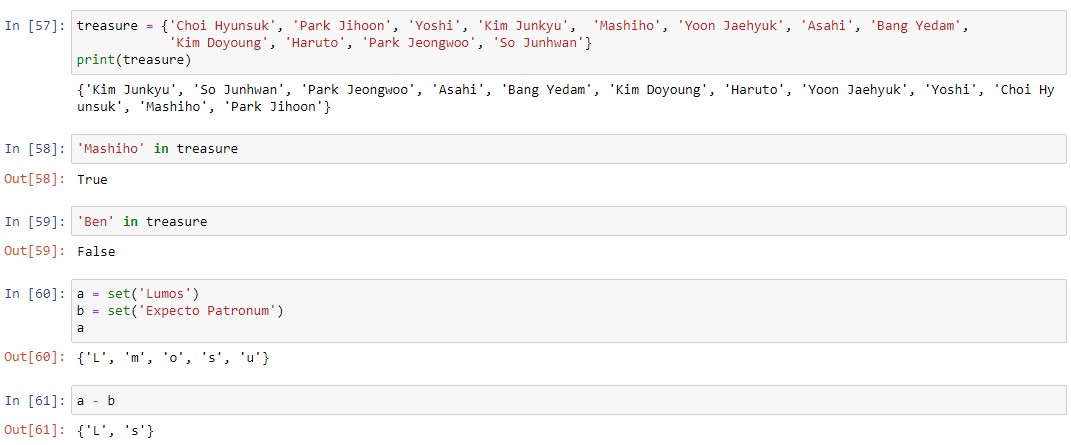 In [57]: treasure = {'Choi Hyunsuk', 'Park Jihoon', 'Yoshi', 'Kim Junkyu',  'Mashiho', 'Yoon Jaehyuk', 'Asahi', 'Bang Yedam',
'Kim Doyoung', 'Haruto', 'Park Jeongwoo', 'So Junhwan'}
print(treasure)
{'Kim Junkyu', 'So Junhwan', 'Park Jeongwoo', 'Asahi', 'Bang Yedam', 'Kim Doyoung', 'Haruto', 'Yoon Jaehyuk', 'Yoshi', 'Choi Hy
unsuk', 'Mashiho', 'Park Jihoon'}
In [58]: 'Mashiho' in treasure
Out[58]: True
In [59]: 'Ben' in treasure
Out[59]: False
In [60]: a = set('Lumos')
b = set('Expecto Patronum')
a
Out[60]: {'L', 'm', 'o', 's', 'u'}
In [61]: a - b
Out[61]: {'L', 's'}